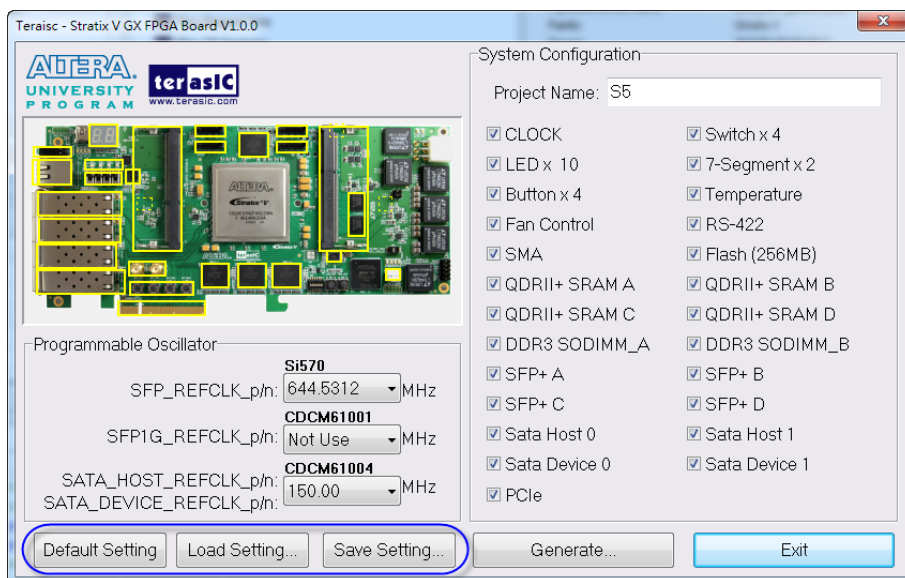 Teraisc - Stratix V GX FPGA Board V1.0.0
ALTERA.
UNIVERSITY
PROGRAM
terasIC
www.terasic.com
ALTERA
Stratix V
System Configuration
Project Name: S5
CLOCK
Switch x 4
LED x 10
7-Segment x 2
Button x 4
Temperature
Fan Control
RS-422
SMA
Flash (256MB)
QDRII+ SRAM A
QDRII+ SRAM B
QDRII+ SRAM C
QDRII+ SRAM D
DDR3 SODIMM_A
DDR3 SODIMM_B
SFP+ A
SFP+ B
SFP+ C
SFP+ D
Sata Host 0
Sata Host 1
Sata Device 0
Sata Device 1
PCIe
Programmable Oscillator
Si570
SFP_REFCLK_p/n: 644.5312 MHz
CDCM61001
SFP1G_REFCLK_p/n: Not Use MHz
CDCM61004
SATA_HOST_REFCLK_p/n:
SATA_DEVICE_REFCLK_p/n:
150.00 MHz
Default Setting
Load Setting...
Save Setting...
Generate...
Exit